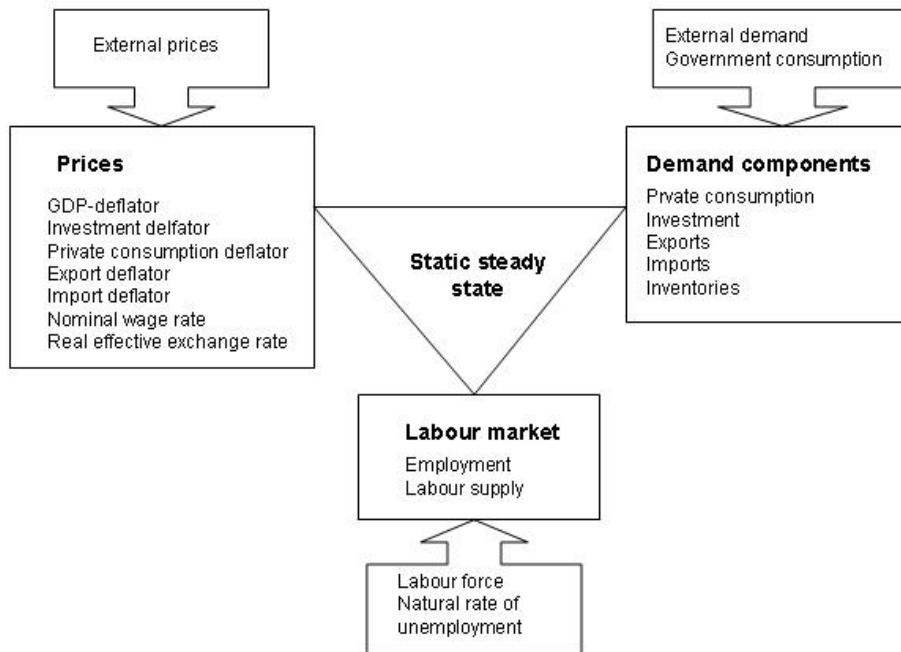 External prices
External demand
Government consumption
Prices
GDP-deflator
Investment delfator
Private consumption deflator
Export deflator
Import deflator
Nominal wage rate
Real effective exchange rate
Demand components
Prvate consumption
Investment
Exports
Imports
Inventories
Static steady
state
Labour market
Employment
Labour supply
Labour force
Natural rate of
unemployment